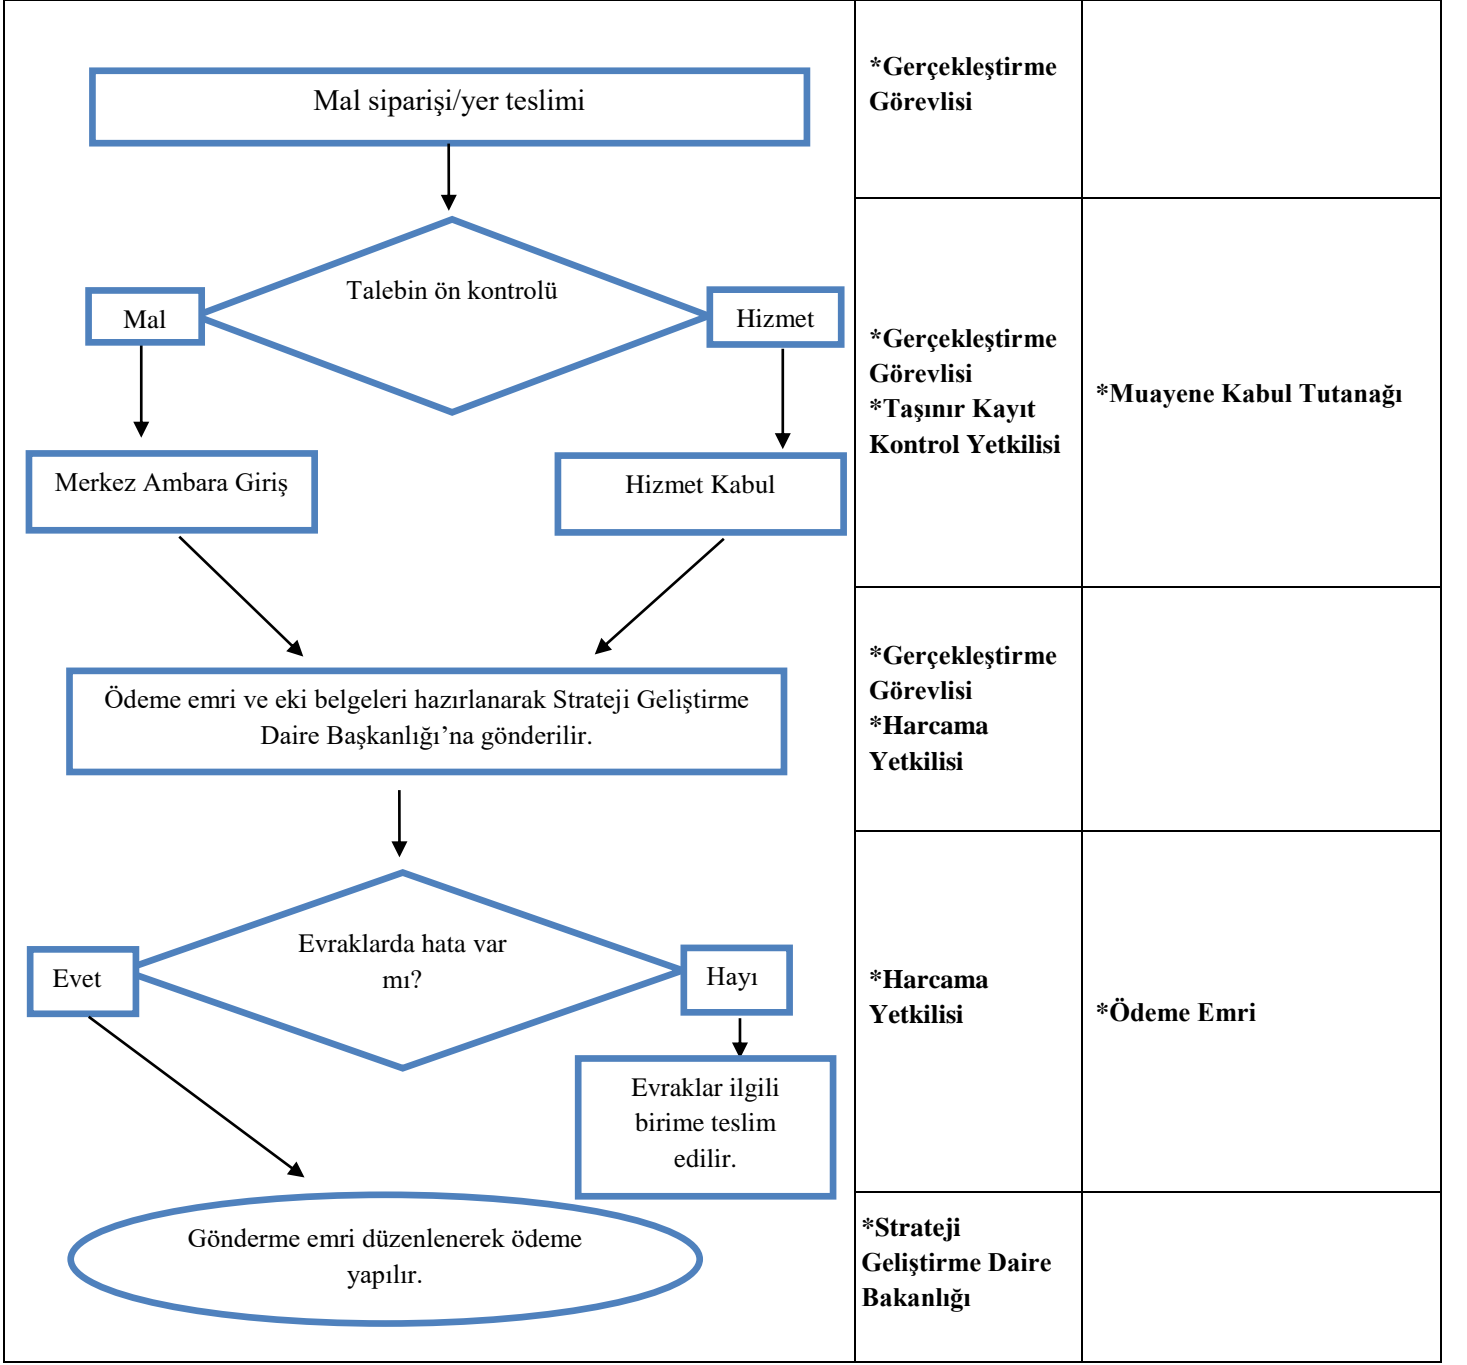 Mal siparişi/yer teslimi
*Gerçekleştirme
Görevlisi
Talebin ön kontrolü
Mal
Hizmet
Merkez Ambara Giriş
Hizmet Kabul
*Gerçekleştirme
Görevlisi
*Taşınır Kayıt
Kontrol Yetkilisi
*Muayene Kabul Tutanağı
Ödeme emri ve eki belgeleri hazırlanarak Strateji Geliştirme
Daire Başkanlığı’na gönderilir.
*Gerçekleştirme
Görevlisi
*Harcama
Yetkilisi
Evraklarda hata var
mı?
Evet
Hayı
Evraklar ilgili
birime teslim
edilir.
*Harcama
Yetkilisi
*Ödeme Emri
Gönderme emri düzenlenerek ödeme
yapılır.
*Strateji
Geliştirme Daire
Bakanlığı